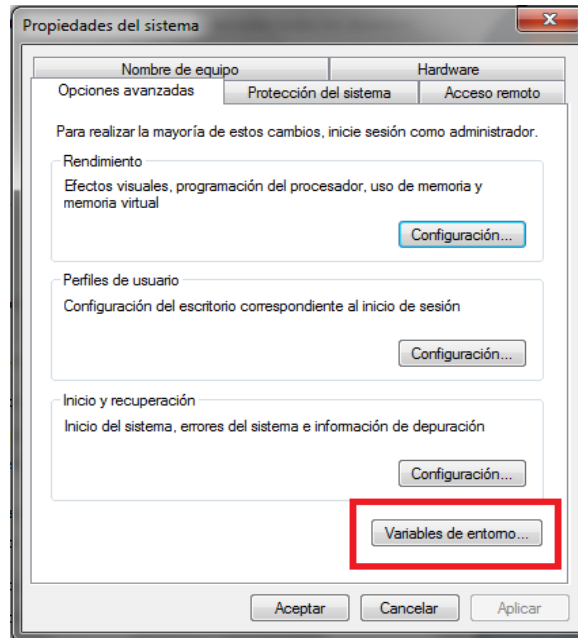 Propiedades del sistema
Nombre de equipo
Hardware
Opciones avanzadas
Protección del sistema
Acceso remoto
Para realizar la mayoría de estos cambios, inicie sesión como administrador.
Rendimiento
Efectos visuales, programación del procesador, uso de memoria y
memoria virtual
Configuración...
Perfiles de usuario
Configuración del escritorio correspondiente al inicio de sesión
Configuración...
Inicio y recuperación
Inicio del sistema, errores del sistema e información de depuración
Configuración...
Variables de entorno...
Aceptar
Cancelar
Aplicar